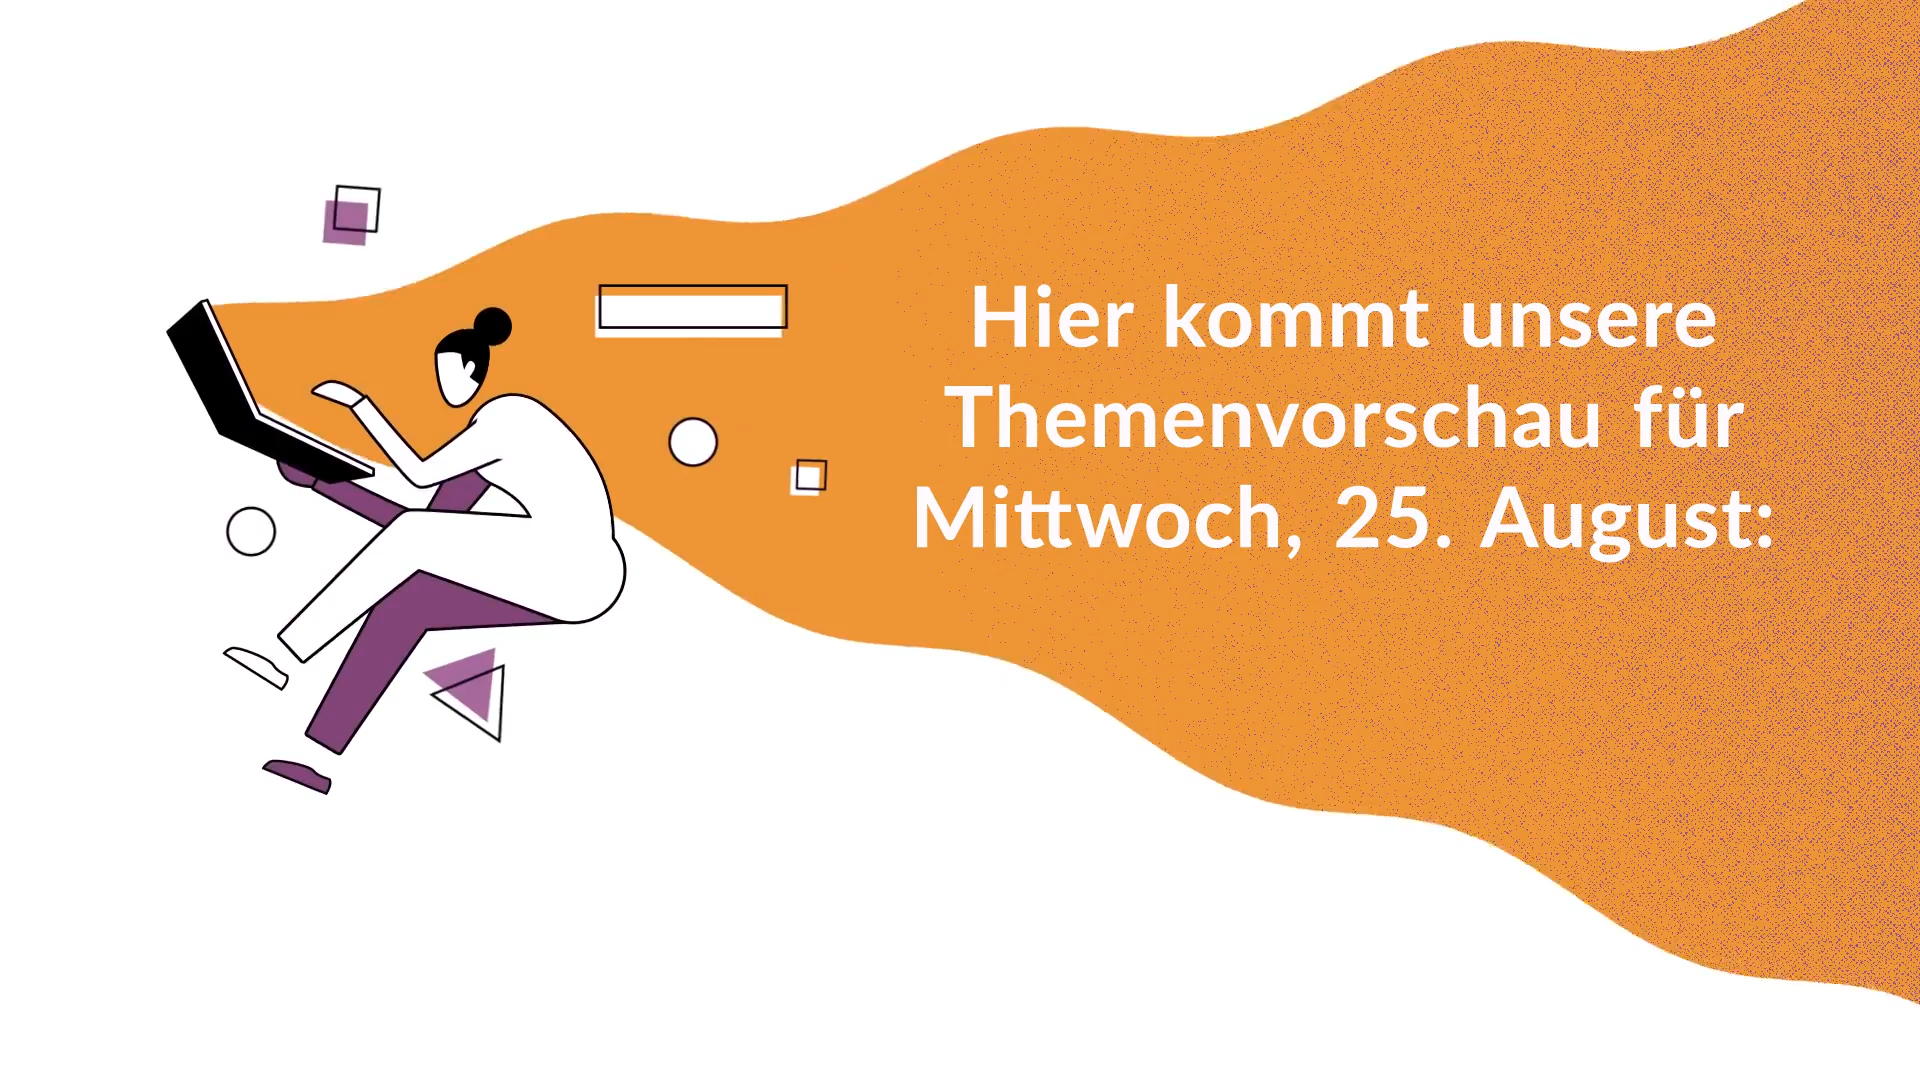 Hier kommt unsere
Themenvorschau für
Mittwoch, 25. August: